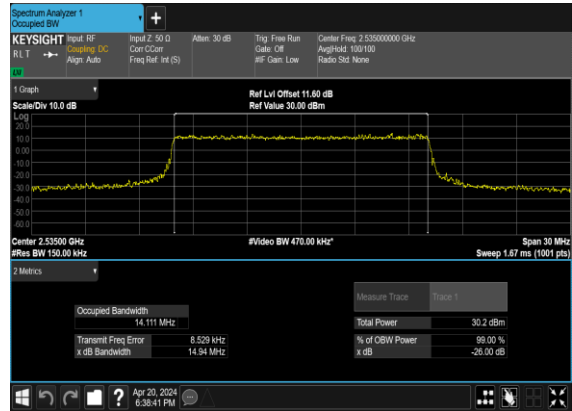 Spectrum Analyzer 1
Occupied BW
+
KEYSIGHT Input: RF Input Z: 50 Ω Atten: 30 dB Trig: Free Run Center Freq: 2.535000000 GHz
RLT Coupling: DC Corr CCorr Gate: Off Avg|Hold: 100/100
Align: Auto Freq Ref: Int (S) #IF Gain: Low Radio Std: None
1 Graph
Ref Lvl Offset 11.60 dB
Scale/Div 10.0 dB Ref Value 30.00 dBm
Log
20.0
10.0
0.00
-10.0
-20.0
-30.0
-40.0
-50.0
-60.0
Center 2.53500 GHz #Video BW 470.00 kHz* Span 30 MHz
#Res BW 150.00 kHz Sweep 1.67 ms (1001 pts)
2 Metrics
Measure Trace Trace 1
Occupied Bandwidth
14.111 MHz Total Power 30.2 dBm
Transmit Freq Error 8.529 kHz % of OBW Power 99.00 %
x dB Bandwidth 14.94 MHz x dB -26.00 dB
? Apr 20, 2024
6:38:41 PM